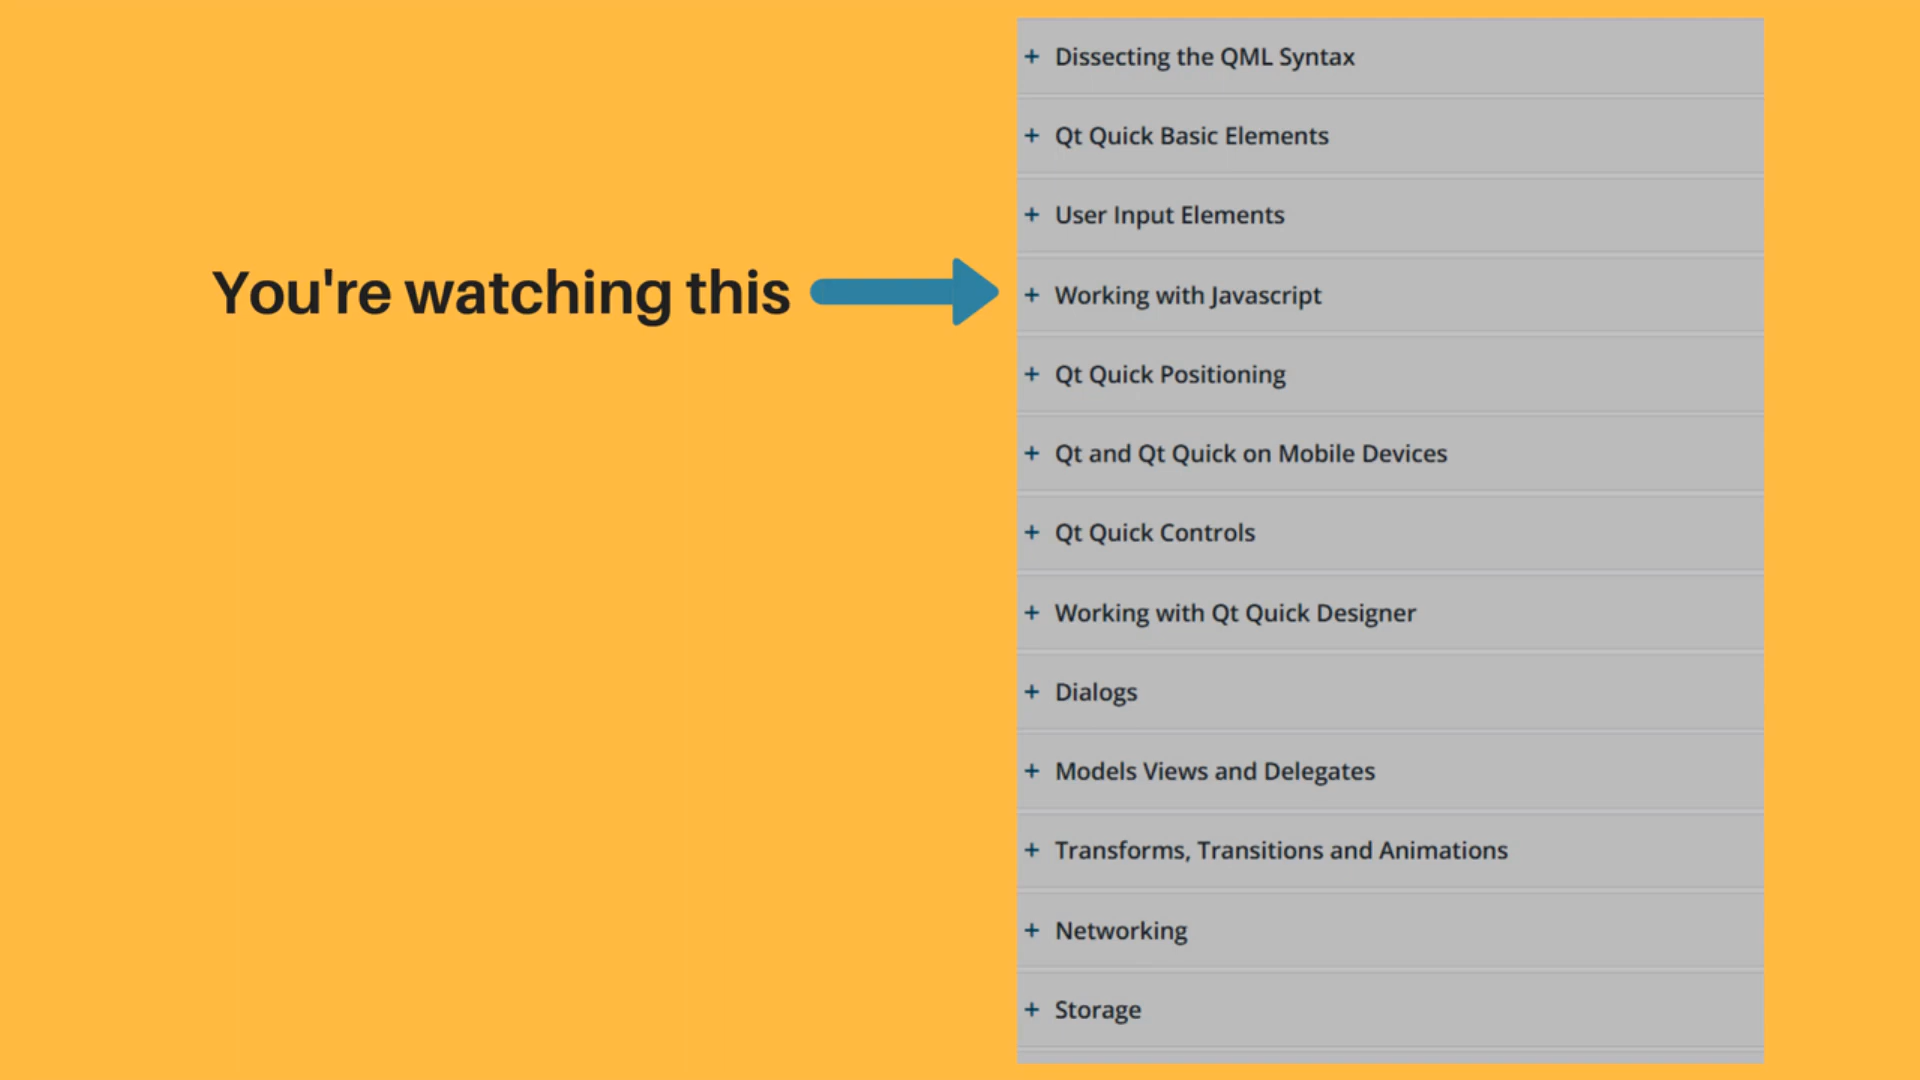 You're watching this
+ Dissecting the QML Syntax
+ Qt Quick Basic Elements
+ User Input Elements
+ Working with Javascript
+ Qt Quick Positioning
+ Qt and Qt Quick on Mobile Devices
+ Qt Quick Controls
+ Working with Qt Quick Designer
+ Dialogs
+ Models Views and Delegates
+ Transforms, Transitions and Animations
+ Networking
+ Storage